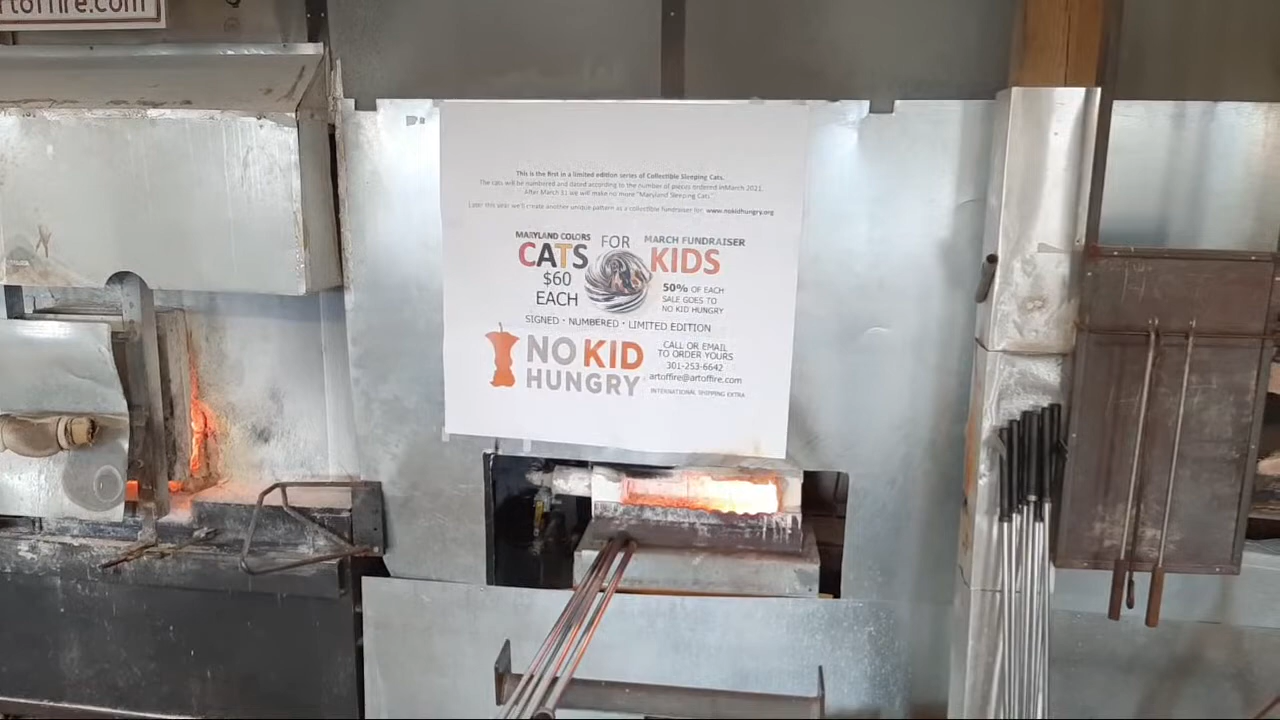 rtoffire.com
This is the first in a limited edition series of Collectible Sleeping Cats.
The cats will be numbered and dated according to the number of pieces ordered inMarch 2021.
After March 31 we will make no more "Maryland Sleeping Cats".
Later this year we'll create another unique pattern as a collectible fundraiser for: www.nokidhungry.org
MARYLAND COLORS
CATS
$60
EACH
FOR
MARCH FUNDRAISER
KIDS
50% OF EACH
SALE GOES TO
NO KID HUNGRY
SIGNED • NUMBERED • LIMITED EDITION
NO KID
HUNGRY
CALL OR EMAIL
TO ORDER YOURS
301-253-6642
artoffire@artoffire.com
INTERNATIONAL SHIPPING EXTRA